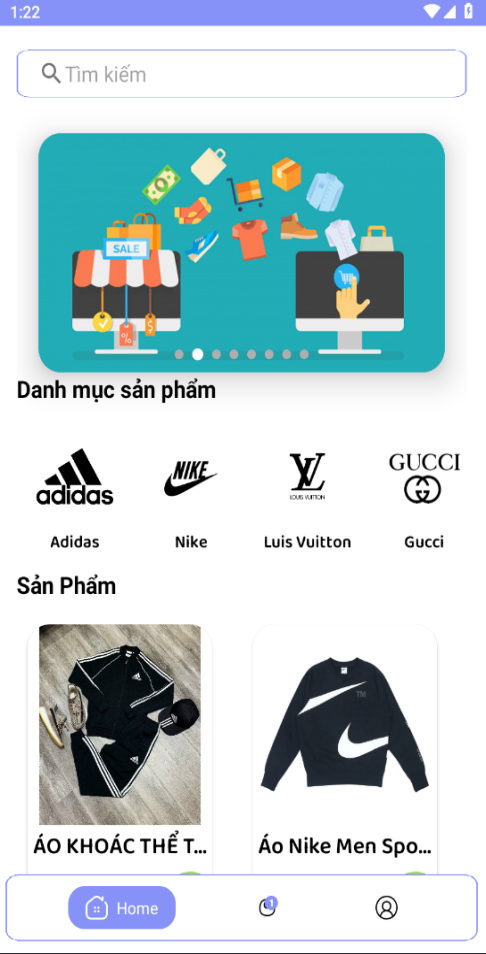 1:22
Tìm kiếm
SALE
Danh mục sản phẩm
adidas
NIKE
LOUIS VUITTON
GUCCI
Adidas
Nike
Luis Vuitton
Gucci
Sản Phẩm
TM
ÁO KHOÁC THỂ T...
Áo Nike Men Spo...
Home
1